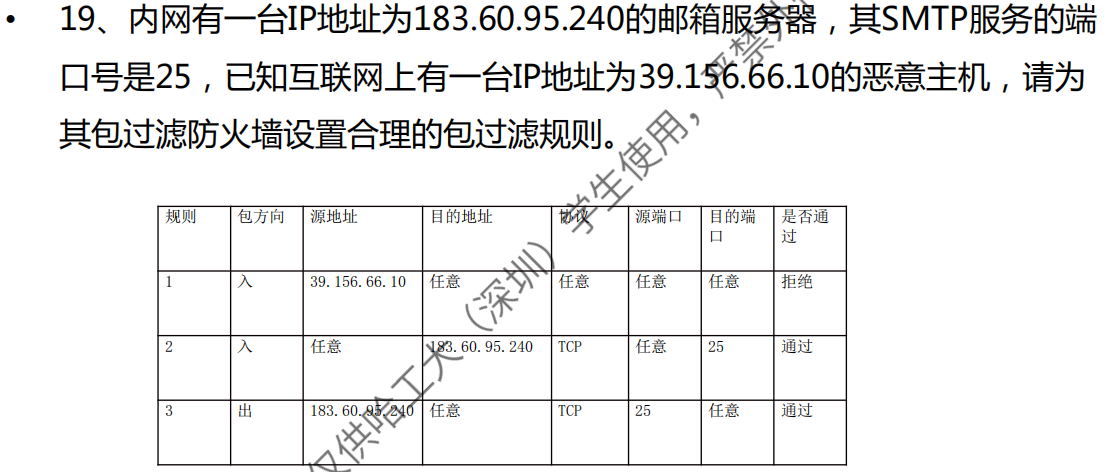 • 19、内网有一台IP地址为183.60.95.240的邮箱服务器，其SMTP服务的端
口号是25，已知互联网上有一台IP地址为39.156.66.10的恶意主机，请为
其包过滤防火墙设置合理的包过滤规则。
规则 包方向 源地址 目的地址 协议 源端口 目的端口 是否通过
1 入 39.156.66.10 任意 任意 任意 任意 拒绝
2 入 任意 183.60.95.240 TCP 任意 25 通过
3 出 183.60.95.240 任意 TCP 25 任意 通过
仅供哈工大（深圳）学生使用，严禁外